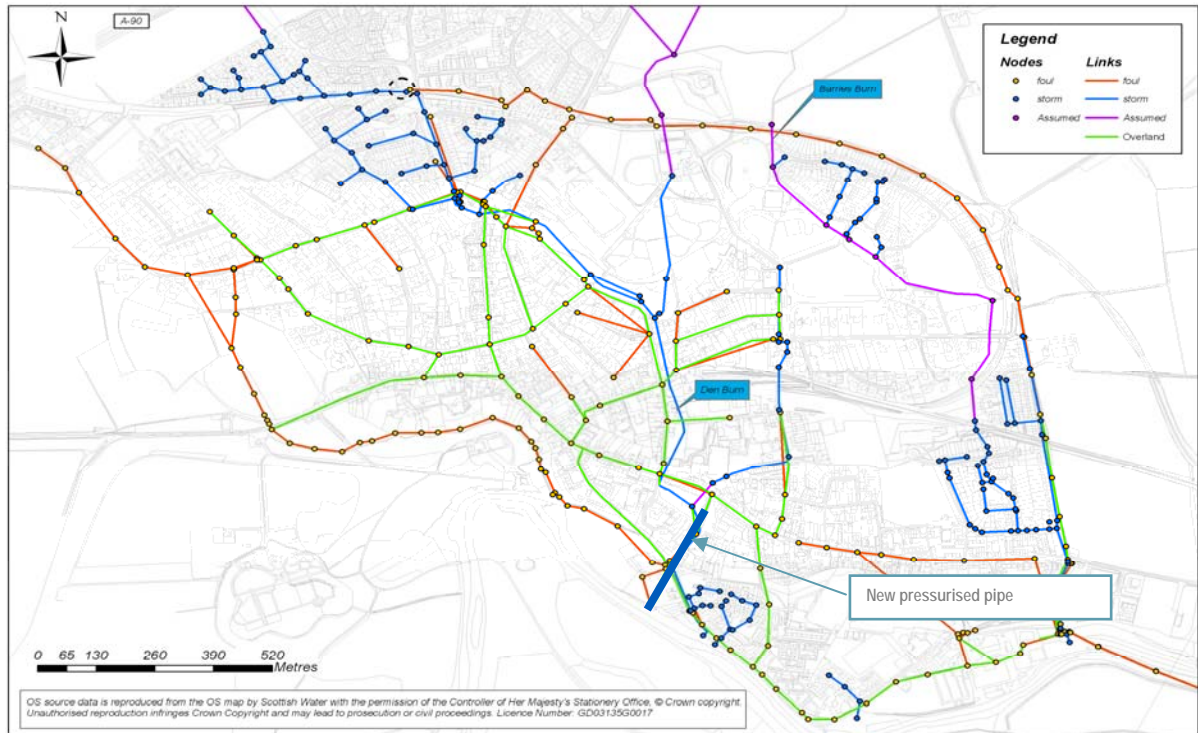 N
A-90
Legend
Nodes Links
foul foul
storm storm
Assumed Assumed
Overland
Barries Burn
Den Burn
New pressurised pipe
0 65 130 260 390 520
Metres
OS source data is reproduced from the OS map by Scottish Water with the permission of the Controller of Her Majesty's Stationery Office, © Crown copyright.
Unauthorised reproduction infringes Crown Copyright and may lead to prosecution or civil proceedings. Licence Number: GD03135G0017